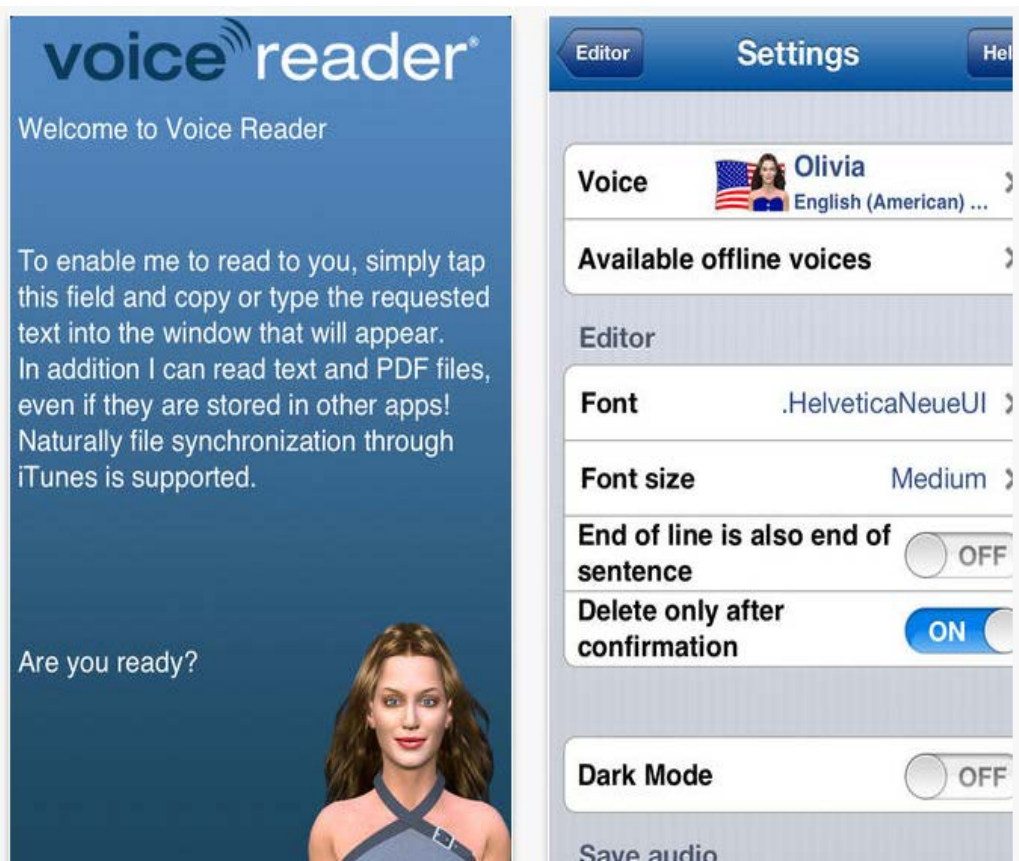 voice reader®
Welcome to Voice Reader
To enable me to read to you, simply tap
this field and copy or type the requested
text into the window that will appear.
In addition I can read text and PDF files,
even if they are stored in other apps!
Naturally file synchronization through
iTunes is supported.
Are you ready?
Editor
Settings
Voice
Olivia
English (American) ...
Available offline voices
Editor
Font
.HelveticaNeueUI
Font size
Medium
End of line is also end of
sentence
OFF
Delete only after
confirmation
ON
Dark Mode
OFF
Save audio